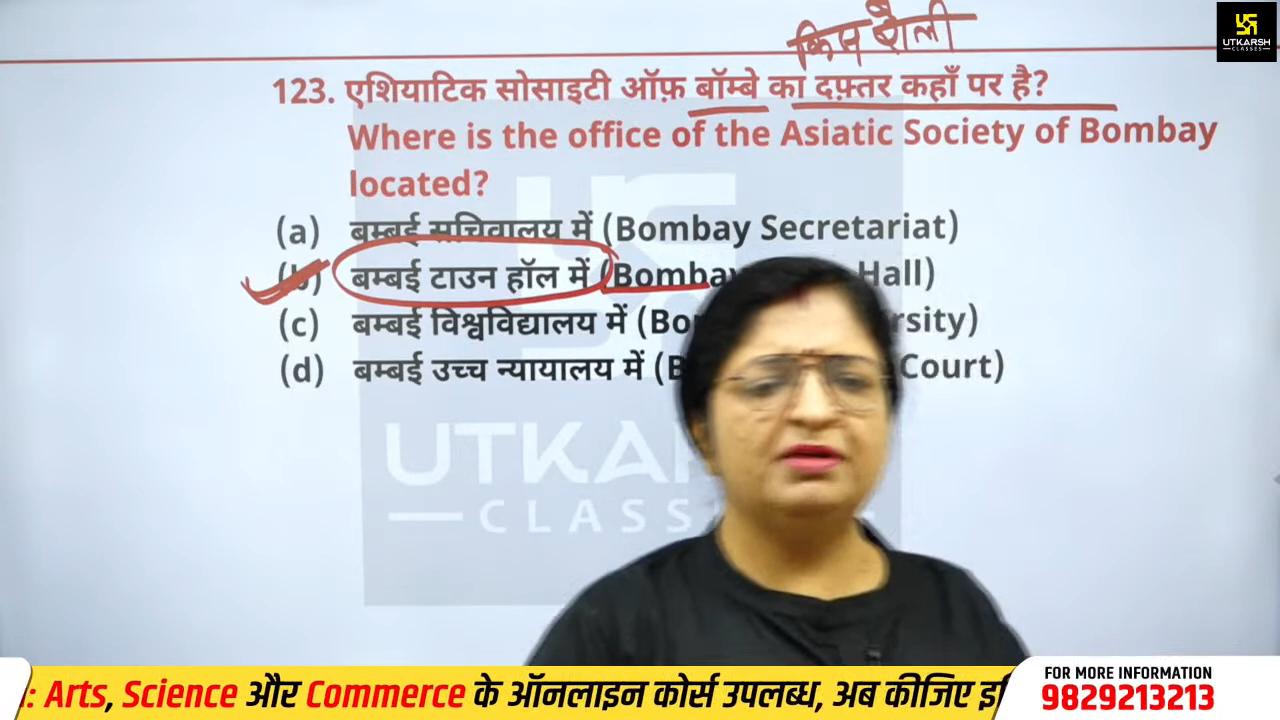 किस शैली
UTKARSH
CLASSES
123. एशियाटिक सोसाइटी ऑफ़ बॉम्बे का दफ़्तर कहाँ पर है?
Where is the office of the Asiatic Society of Bombay
located?
(a) बम्बई सचिवालय में (Bombay Secretariat)
(b) बम्बई टाउन हॉल में (Bombay Hall)
(c) बम्बई विश्वविद्यालय में
(d) बम्बई उच्च न्यायालय में Court)
UTKARSH
CLASSES
: Arts, Science और Commerce के ऑनलाइन कोर्स उपलब्ध, अब कीजिए
FOR MORE INFORMATION
9829213213